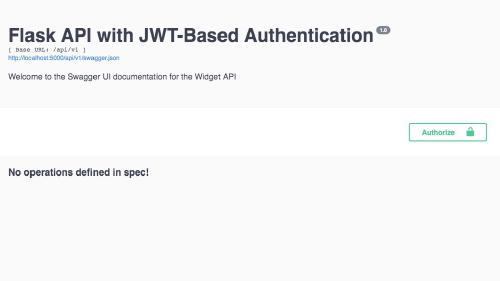 Flask API with JWT-Based Authentication 1.0
[ Base URL: /api/v1 ]
http://localhost:5000/api/v1/swagger.json
Welcome to the Swagger UI documentation for the Widget API
Authorize
No operations defined in spec!